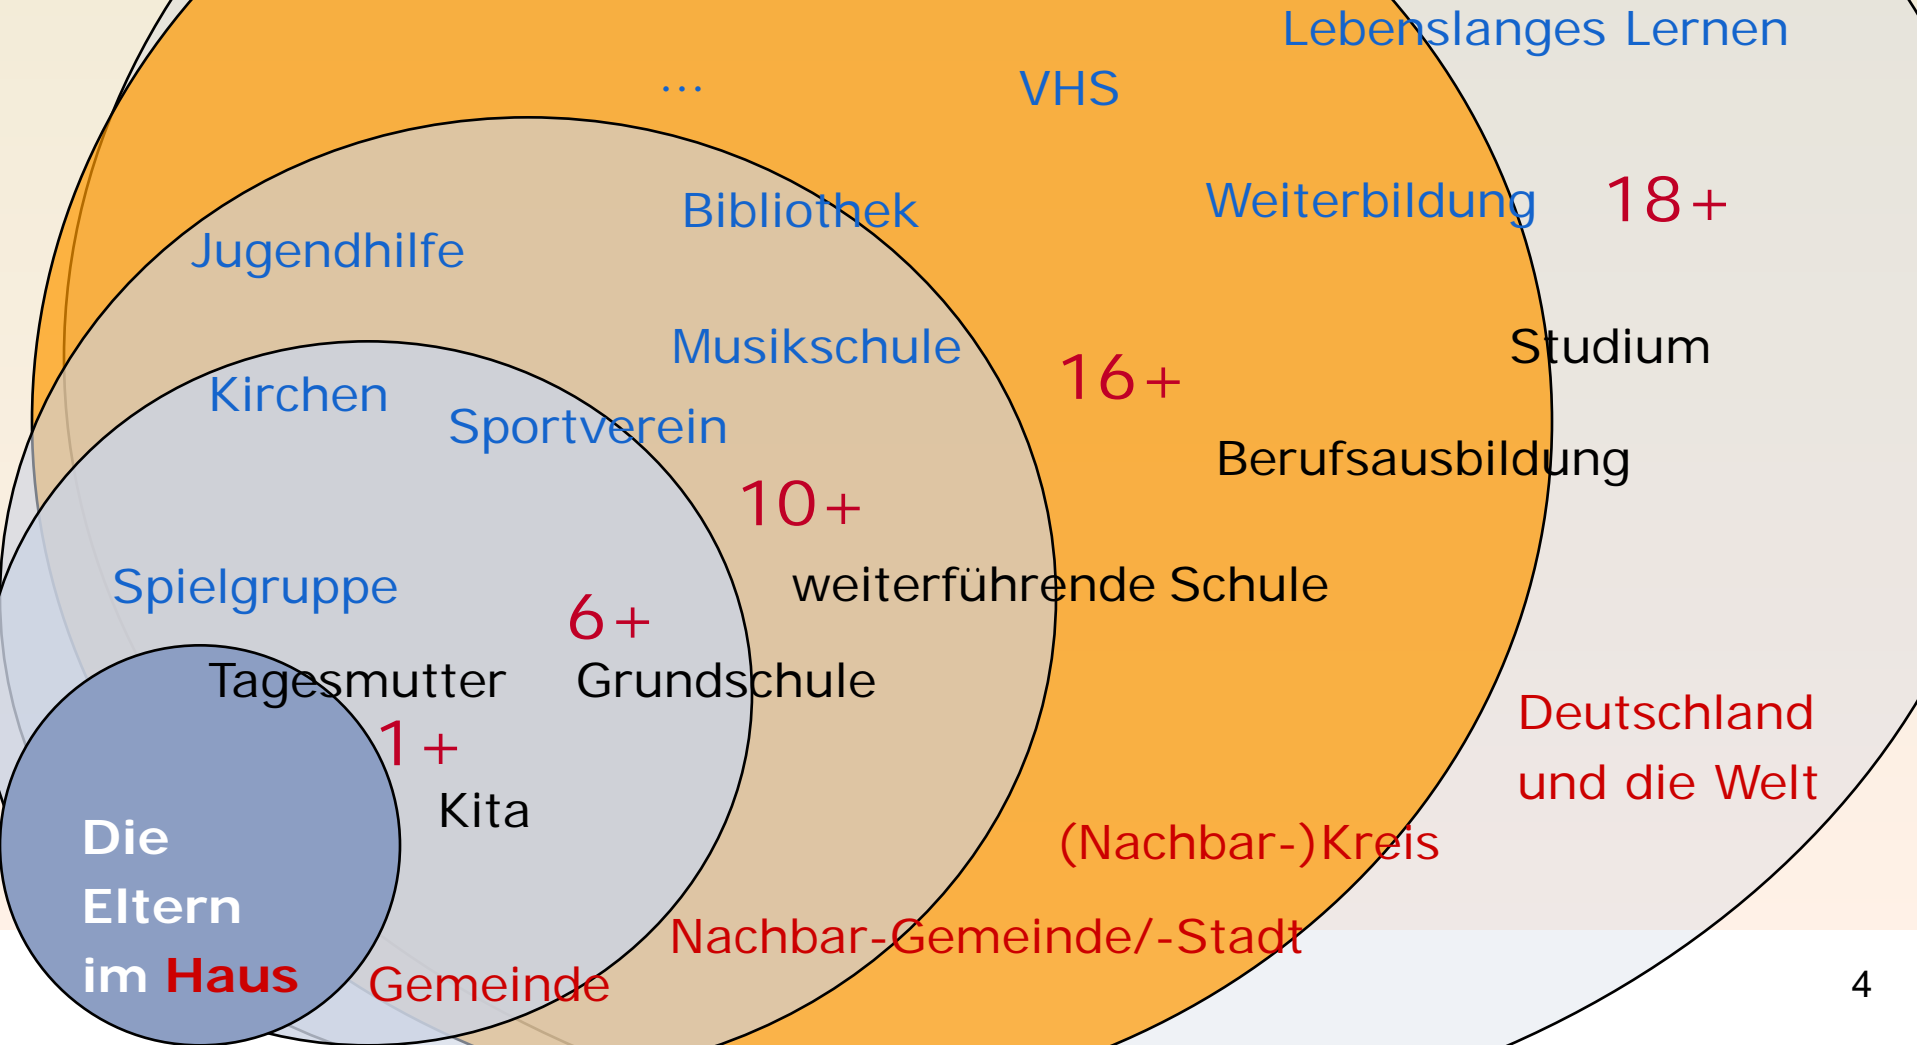 Lebenslanges Lernen
... VHS
Bibliothek Weiterbildung 18+
Jugendhilfe
Musikschule 16+ Studium
Kirchen Sportverein
Berufsausbildung
10+
Spielgruppe weiterführende Schule
6+
Tagesmutter Grundschule
1+
Deutschland
und die Welt
Kita
Die
Eltern
im Haus
(Nachbar-)Kreis
Nachbar-Gemeinde/-Stadt
Gemeinde
4